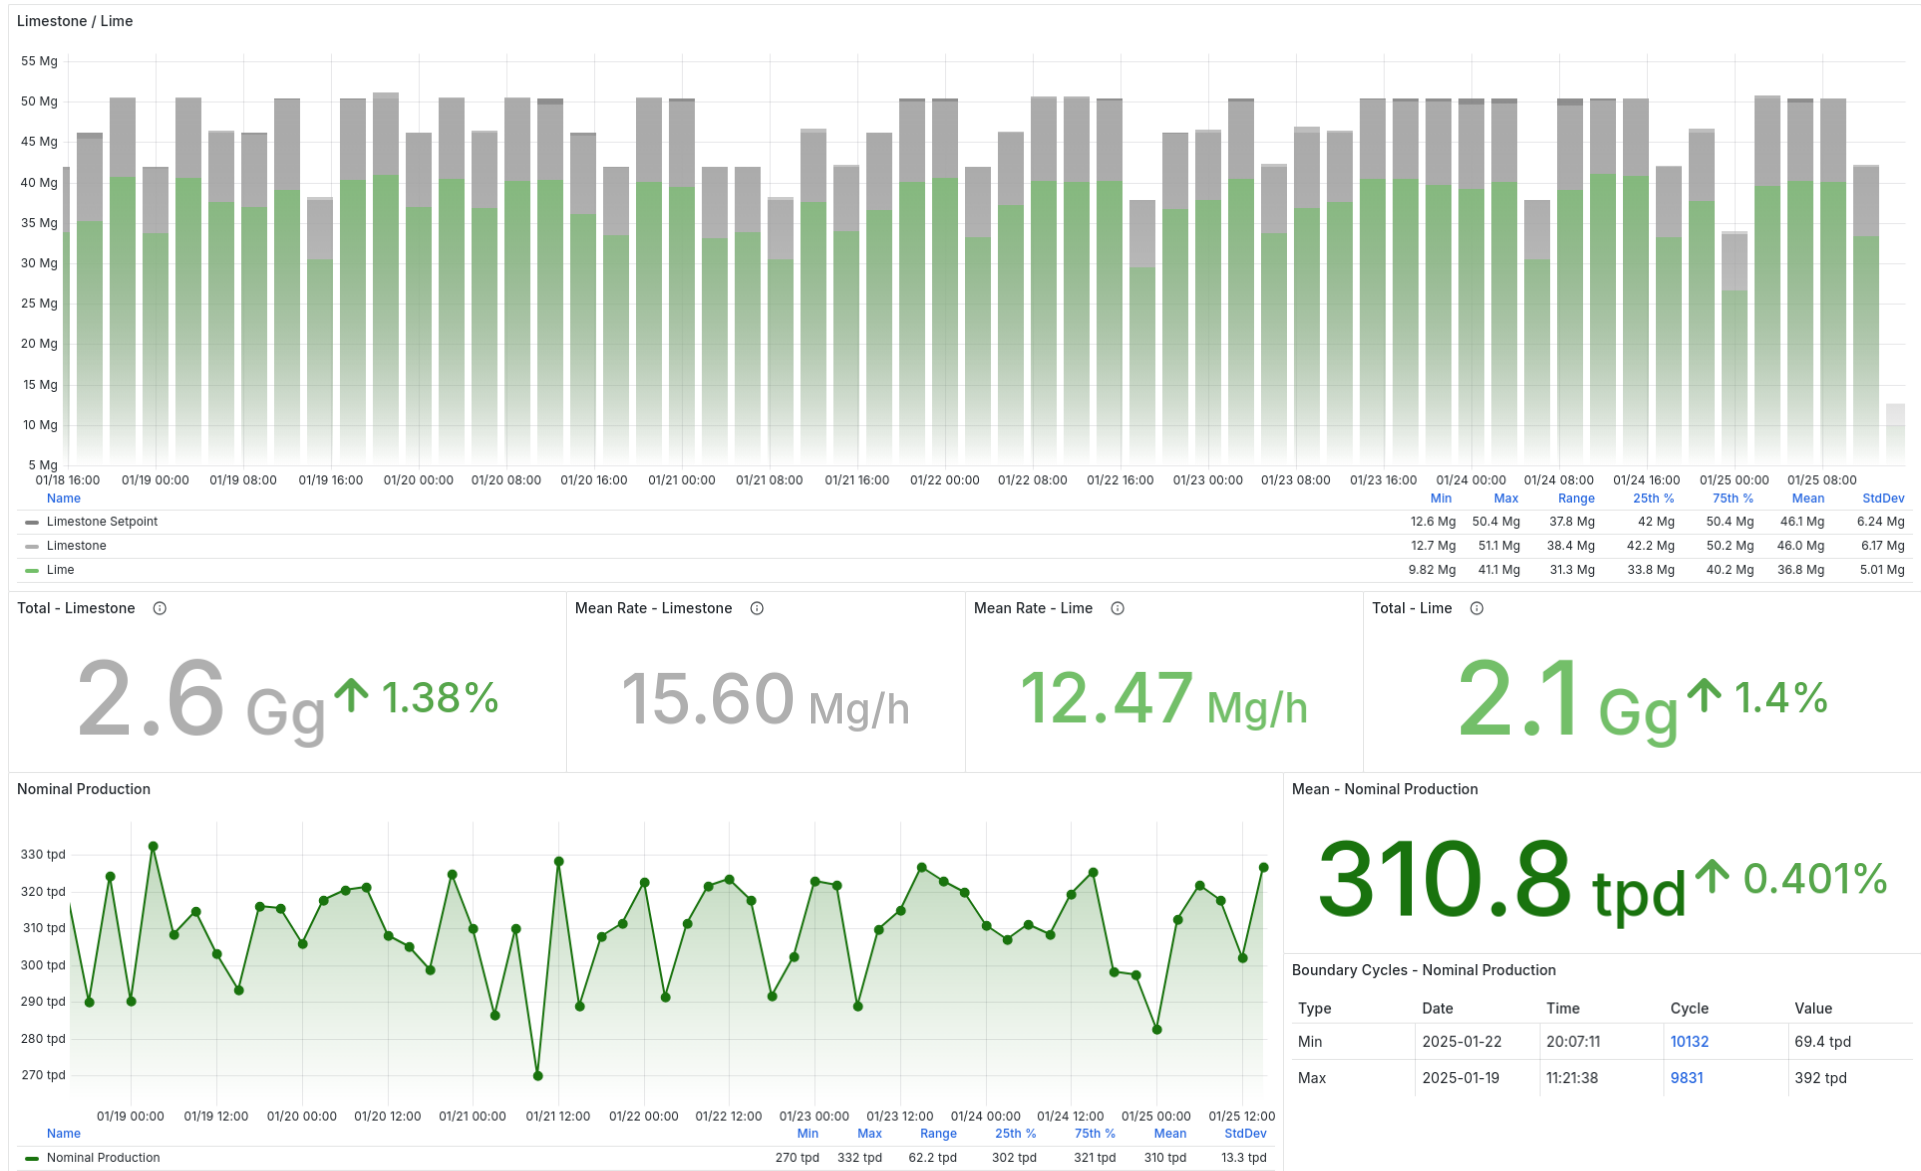 Limestone / Lime
55 Mg
50 Mg
45 Mg
40 Mg
35 Mg
30 Mg
25 Mg
20 Mg
15 Mg
10 Mg
5 Mg
01/18 16:00 01/19 00:00 01/19 08:00 01/19 16:00 01/20 00:00 01/20 08:00 01/20 16:00 01/21 00:00 01/21 08:00 01/21 16:00 01/22 00:00 01/22 08:00 01/22 16:00 01/23 00:00 01/23 08:00 01/23 16:00 01/24 00:00 01/24 08:00 01/24 16:00 01/25 00:00 01/25 08:00
Name Min Max Range 25th % 75th % Mean StdDev
Limestone Setpoint 12.6 Mg 50.4 Mg 37.8 Mg 42 Mg 50.4 Mg 46.1 Mg 6.24 Mg
Limestone 12.7 Mg 51.1 Mg 38.4 Mg 42.2 Mg 50.2 Mg 46.0 Mg 6.17 Mg
Lime 9.82 Mg 41.1 Mg 31.3 Mg 33.8 Mg 40.2 Mg 36.8 Mg 5.01 Mg
Total - Limestone
2.6 Gg 1.38%
Mean Rate - Limestone
15.60 Mg/h
Mean Rate - Lime
12.47 Mg/h
Total - Lime
2.1 Gg 1.4%
Nominal Production
330 tpd
320 tpd
310 tpd
300 tpd
290 tpd
280 tpd
270 tpd
01/19 00:00 01/19 12:00 01/20 00:00 01/20 12:00 01/21 00:00 01/21 12:00 01/22 00:00 01/22 12:00 01/23 00:00 01/23 12:00 01/24 00:00 01/24 12:00 01/25 00:00 01/25 12:00
Name Min Max Range 25th % 75th % Mean StdDev
Nominal Production 270 tpd 332 tpd 62.2 tpd 302 tpd 321 tpd 310 tpd 13.3 tpd
Mean - Nominal Production
310.8 tpd 0.401%
Boundary Cycles - Nominal Production
Type Date Time Cycle Value
Min 2025-01-22 20:07:11 10132 69.4 tpd
Max 2025-01-19 11:21:38 9831 392 tpd